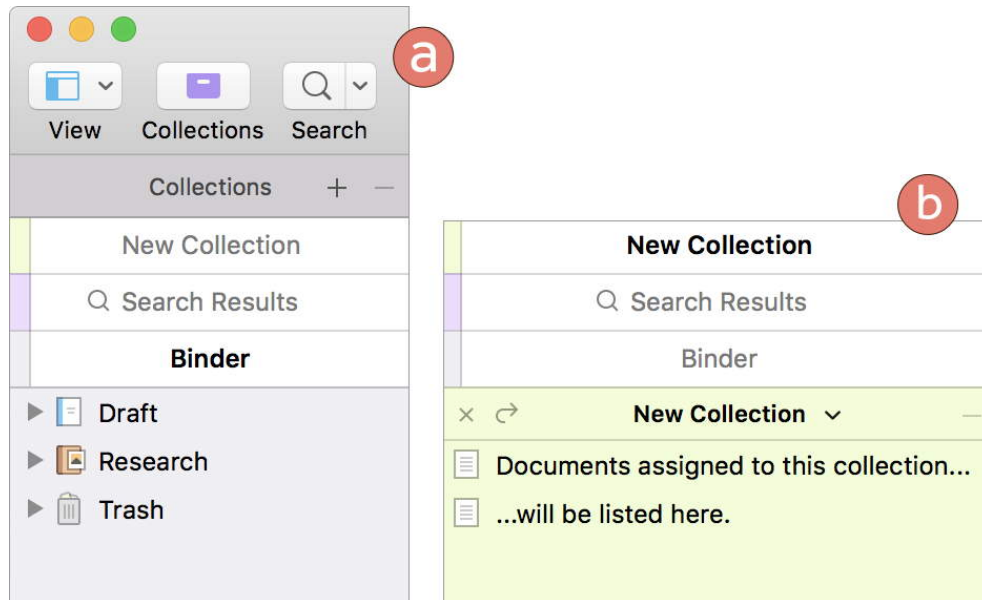 a
View Collections Search
Collections + −
New Collection
Search Results
Binder
Draft
Research
Trash
b
New Collection
Search Results
Binder
New Collection
Documents assigned to this collection...
...will be listed here.